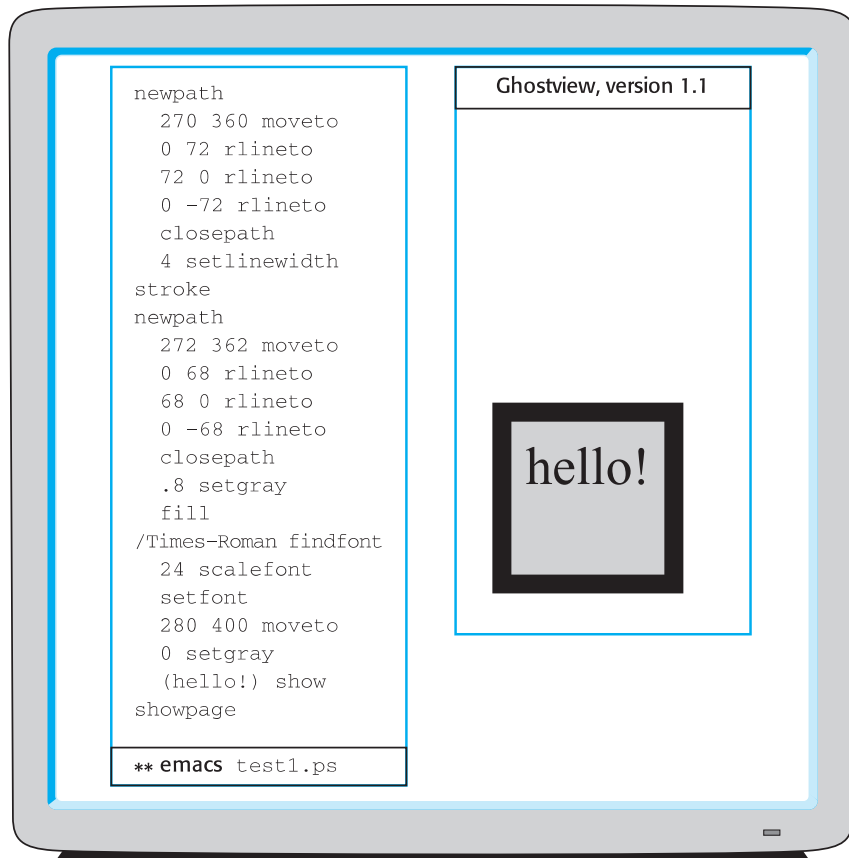 newpath
270 360 moveto
0 72 rlineto
72 0 rlineto
0 -72 rlineto
closepath
4 setlinewidth
stroke
newpath
272 362 moveto
0 68 rlineto
68 0 rlineto
0 -68 rlineto
closepath
.8 setgray
fill
/Times-Roman findfont
24 scalefont
setfont
280 400 moveto
0 setgray
(hello!) show
showpage
** emacs test1.ps
Ghostview, version 1.1
hello!